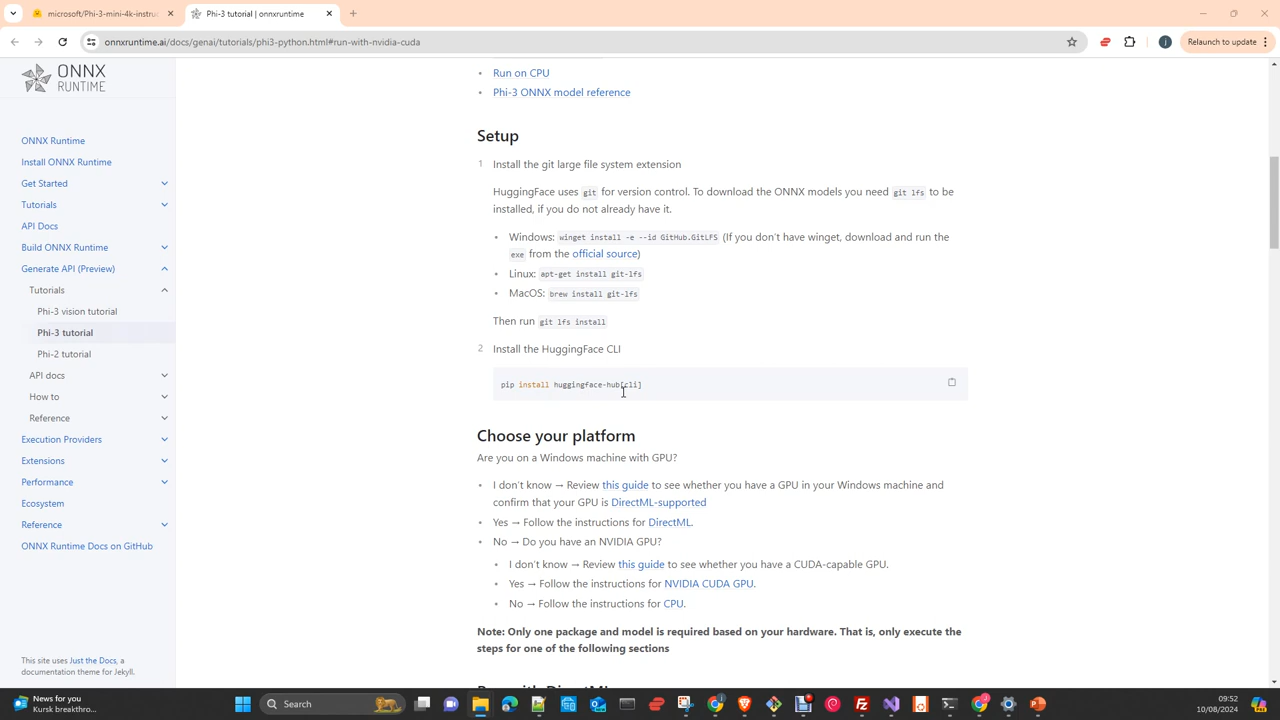 microsoft/Phi-3-mini-4k-instru
Phi-3 tutorial | onnxruntime
onnxruntime.ai/docs/genai/tutorials/phi3-python.html#run-with-nvidia-cuda
Relaunch to update
ONNX
RUNTIME
ONNX Runtime
Install ONNX Runtime
Get Started
Tutorials
API Docs
Build ONNX Runtime
Generate API (Preview)
Tutorials
Phi-3 vision tutorial
Phi-3 tutorial
Phi-2 tutorial
API docs
How to
Reference
Execution Providers
Extensions
Performance
Ecosystem
Reference
ONNX Runtime Docs on GitHub
This site uses Just the Docs, a
documentation theme for Jekyll.
Run on CPU
Phi-3 ONNX model reference
Setup
1 Install the git large file system extension
HuggingFace uses git for version control. To download the ONNX models you need git lfs to be
installed, if you do not already have it.
Windows: winget install -e --id GitHub.GitLFS (If you don't have winget, download and run the
exe from the official source)
Linux: apt-get install git-lfs
MacOS: brew install git-lfs
Then run git lfs install
2 Install the HuggingFace CLI
pip install huggingface-hub[cli]
Choose your platform
Are you on a Windows machine with GPU?
I don't know → Review this guide to see whether you have a GPU in your Windows machine and
confirm that your GPU is DirectML-supported
Yes → Follow the instructions for DirectML.
No → Do you have an NVIDIA GPU?
I don't know → Review this guide to see whether you have a CUDA-capable GPU.
Yes → Follow the instructions for NVIDIA CUDA GPU.
No → Follow the instructions for CPU.
Note: Only one package and model is required based on your hardware. That is, only execute the
steps for one of the following sections
News for you
Kursk breakthro...
Search
09:52
10/08/2024